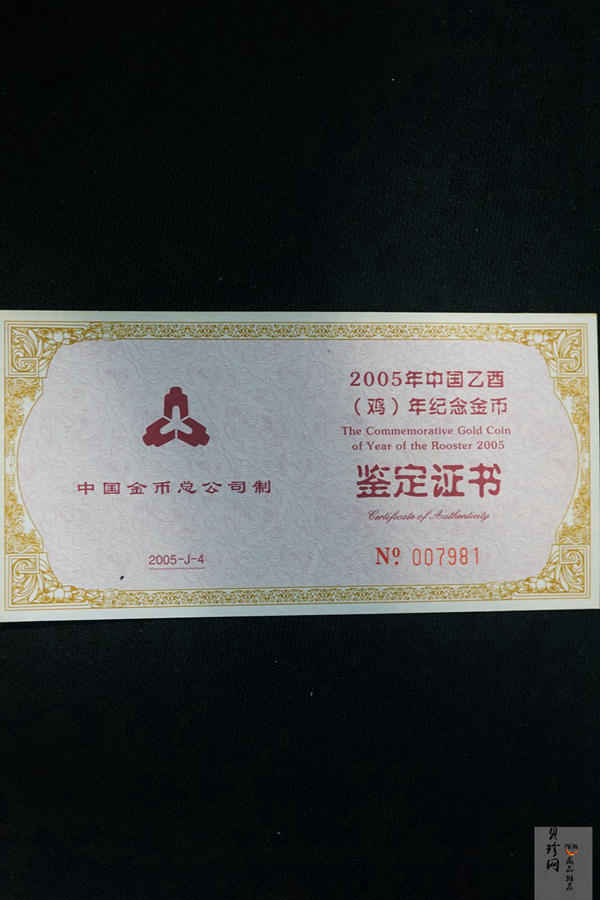 2005年中国乙酉
（鸡）年纪念金币
The Commemorative Gold Coin
of Year of the Rooster 2005
鉴定证书
Certificate of Authenticity
Nº 007981
中国金币总公司制
2005-J-4
贝珍网